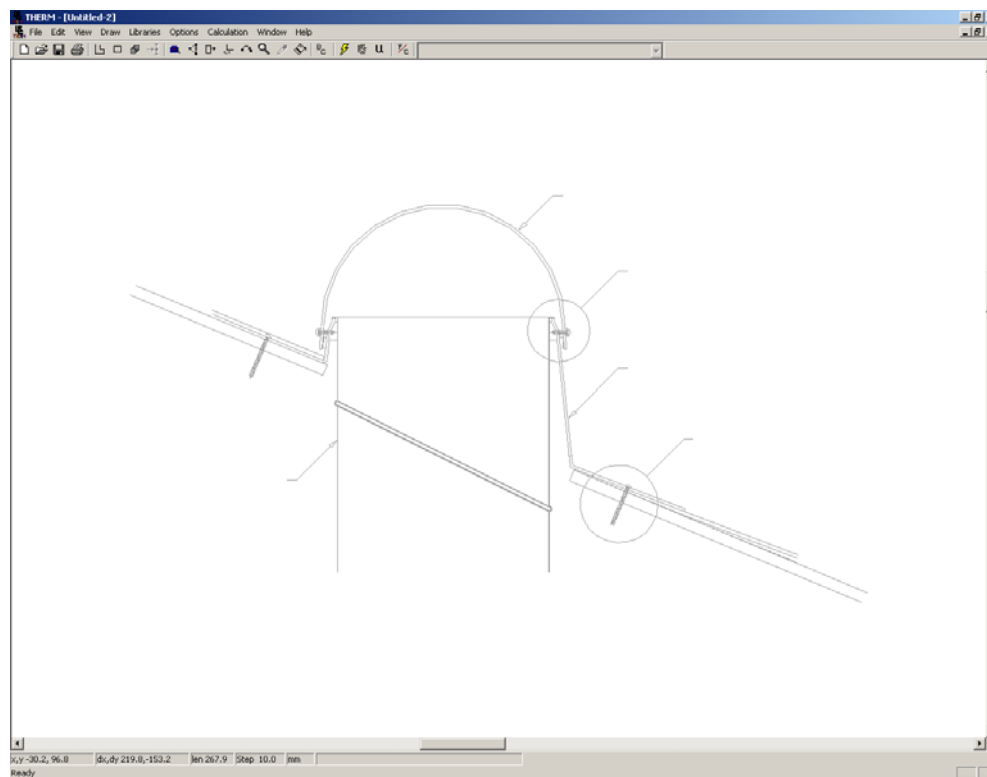 THERM - [Untitled-2]
File Edit View Draw Libraries Options Calculation Window Help
x,y -30.2, 96.8 dx,dy 219.8,-153.2 len 267.9 Step 10.0 mm
Ready